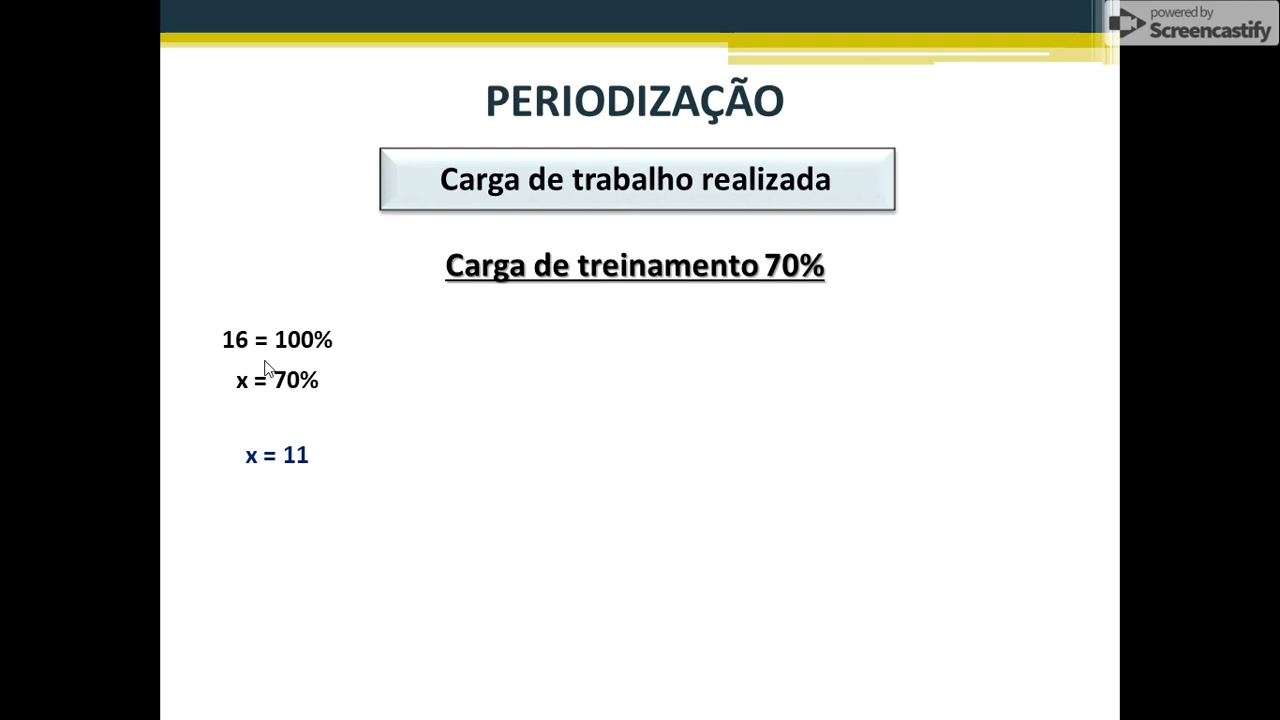 powered by
Screencastify
PERIODIZAÇÃO
Carga de trabalho realizada
Carga de treinamento 70%
16 = 100%
x = 70%
x = 11